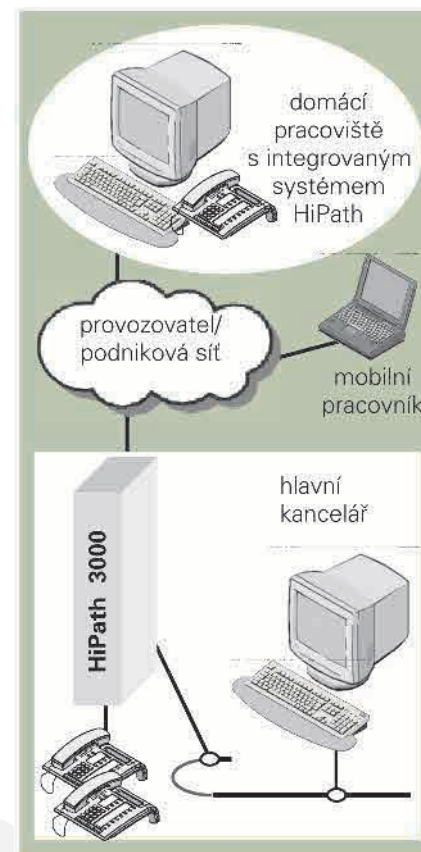 domácí
pracoviště
s integrovaným
systémem
HiPath
provozovatel/
podniková síť
mobilní
pracovník
hlavní
kancelář
HiPath 3000